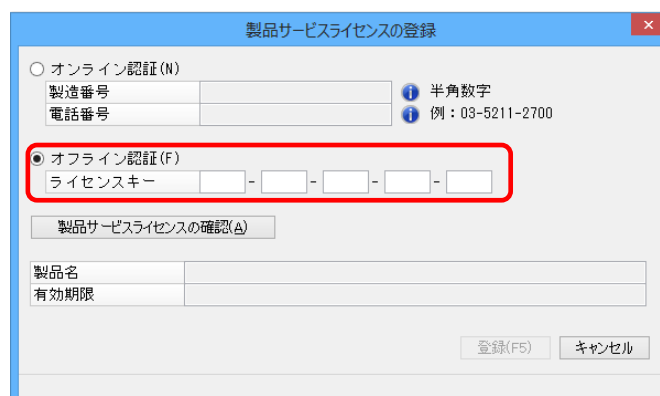 製品サービスライセンスの登録
オンライン認証(N)
製造番号 半角数字
電話番号 例：03-5211-2700
オフライン認証(F)
ライセンスキー - - - -
製品サービスライセンスの確認(A)
製品名
有効期限
登録(F5) キャンセル